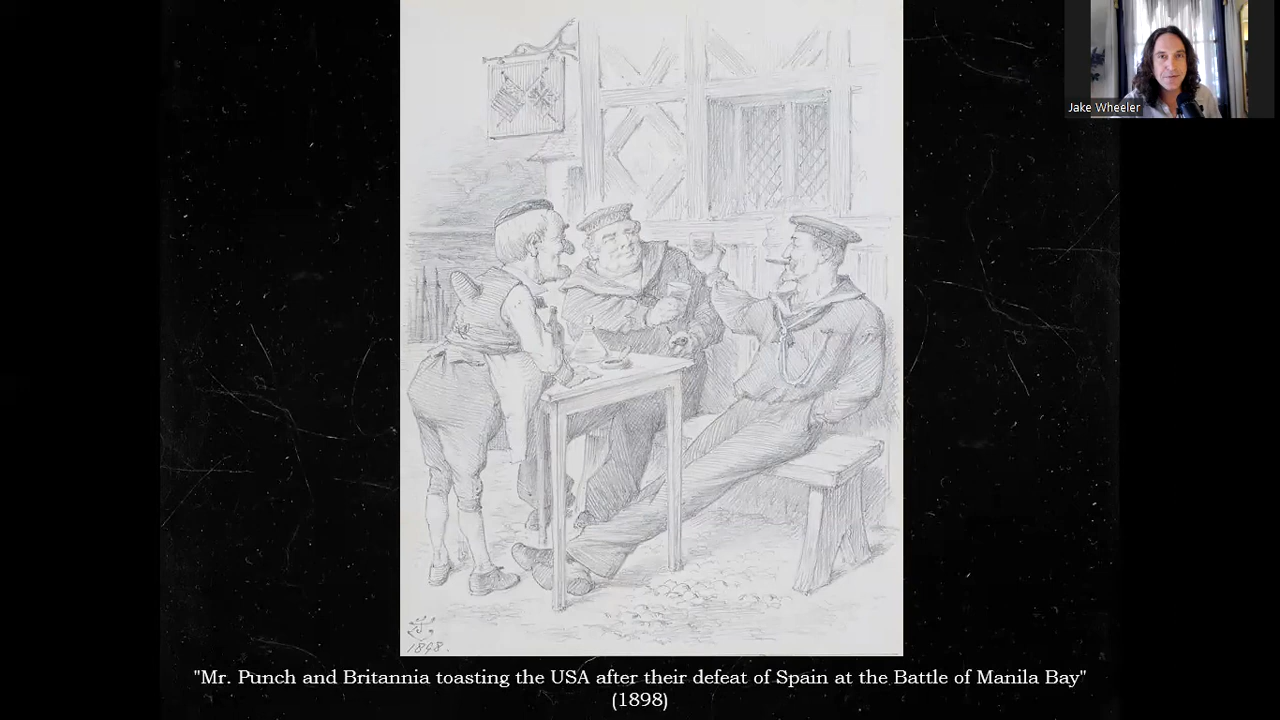 Jake Wheeler
1898.
"Mr. Punch and Britannia toasting the USA after their defeat of Spain at the Battle of Manila Bay"
(1898)